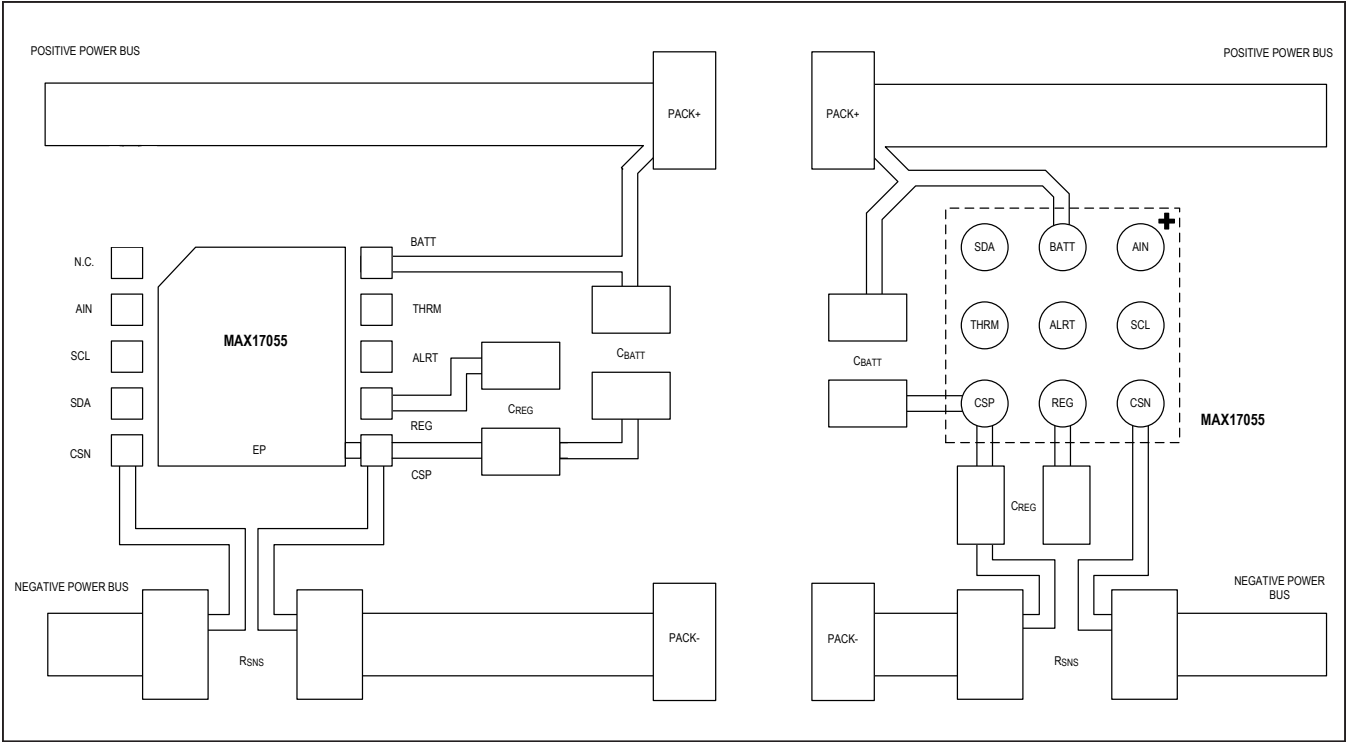 POSITIVE POWER BUS
PACK+
BATT
N.C.
AIN
THRM
MAX17055
SCL
ALRT
CBATT
SDA
CREG
REG
CSN
EP
CSP
NEGATIVE POWER BUS
PACK-
RSNS
POSITIVE POWER BUS
PACK+
+
SDA
BATT
AIN
THRM
ALRT
SCL
CBATT
CSP
REG
CSN
MAX17055
CREG
NEGATIVE POWER
BUS
PACK-
RSNS